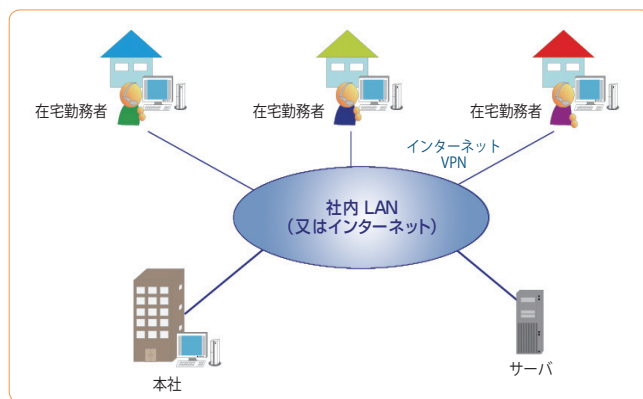 在宅勤務者
在宅勤務者
在宅勤務者
インターネット
VPN
社内 LAN
（又はインターネット）
本社
サーバ